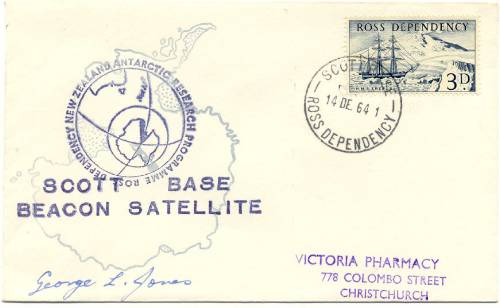 ROSS DEPENDENCY
3D.
SCOTT
14 DE. 64 1
ROSS DEPENDENCY
ROSS DEPENDENCY NEW ZEALAND ANTARCTIC RESEARCH PROGRAMME
SCOTT BASE
BEACON SATELLITE
George L. Jones
VICTORIA PHARMACY
778 COLOMBO STREET
CHRISTCHURCH